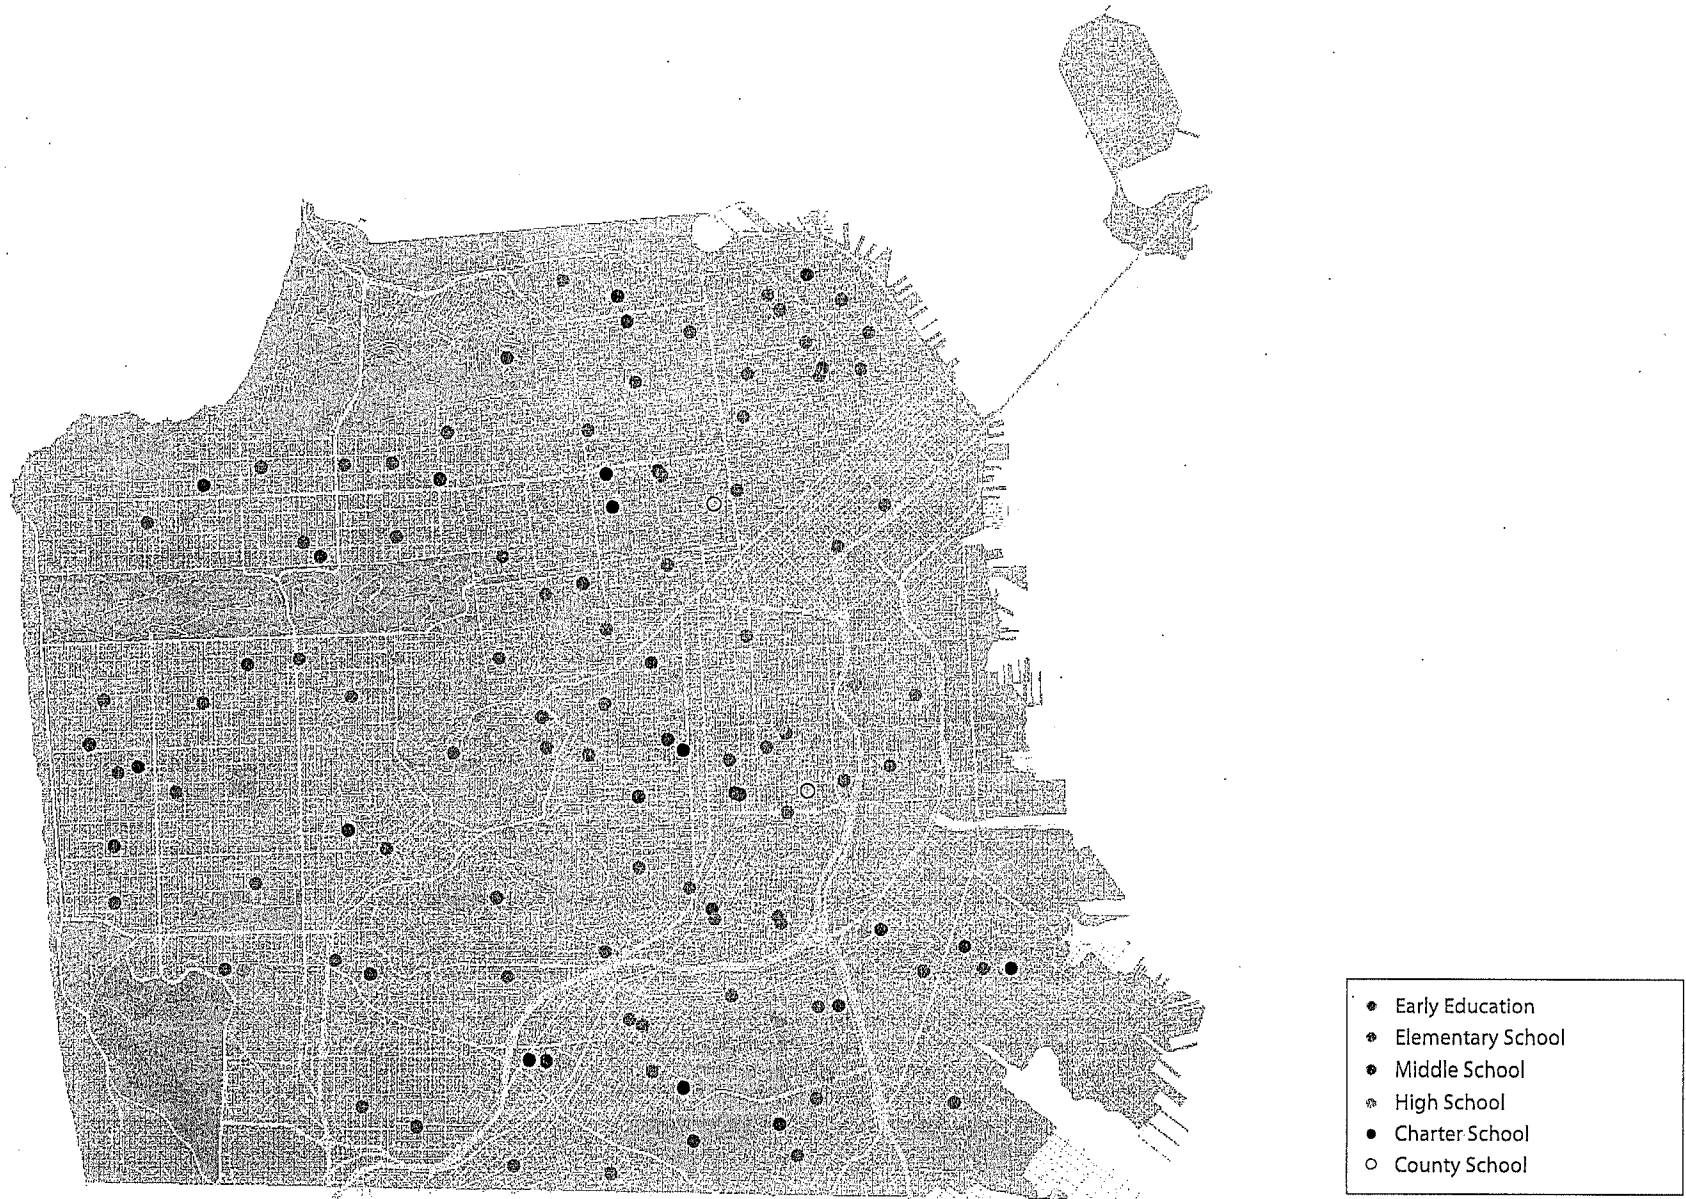 Early Education
Elementary School
Middle School
High School
Charter School
County School